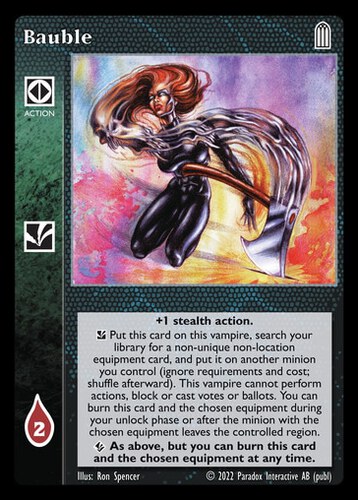 Bauble
ACTION
+1 stealth action.
Put this card on this vampire, search your
library for a non-unique non-location
equipment card, and put it on another minion
you control (ignore requirements and cost;
shuffle afterward). This vampire cannot perform
actions, block or cast votes or ballots. You can
burn this card and the chosen equipment during
your unlock phase or after the minion with the
chosen equipment leaves the controlled region.
As above, but you can burn this card
and the chosen equipment at any time.
2
Illus: Ron Spencer © 2022 Paradox Interactive AB (publ)